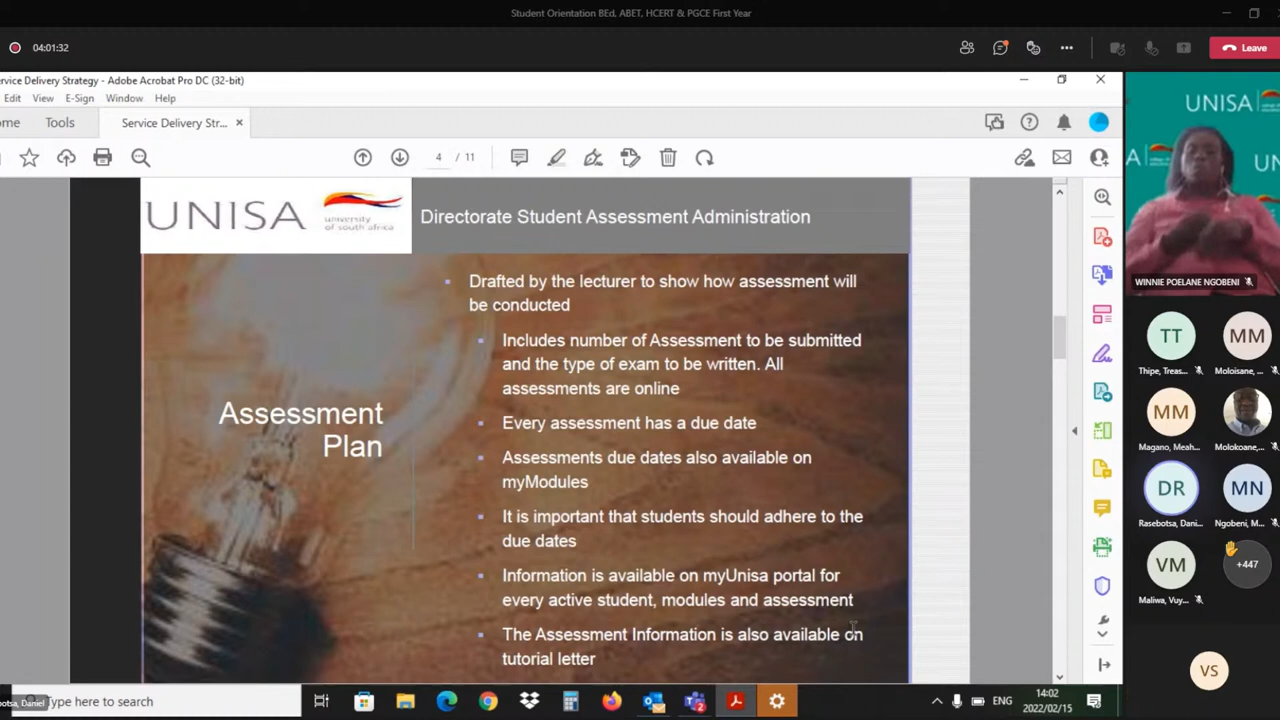 Student Orientation BEd, ABET, HCERT & PGCE First Year
04:01:32
Leave
ervice Delivery Strategy - Adobe Acrobat Pro DC (32-bit)
Edit View E-Sign Window Help
ome Tools Service Delivery Str... ×
4 / 11
UNISA university of south africa
Directorate Student Assessment Administration
Assessment
Plan
Drafted by the lecturer to show how assessment will
be conducted
Includes number of Assessment to be submitted
and the type of exam to be written. All
assessments are online
Every assessment has a due date
Assessments due dates also available on
myModules
It is important that students should adhere to the
due dates
Information is available on myUnisa portal for
every active student, modules and assessment
The Assessment Information is also available on
tutorial letter
UNISA
UN
WINNIE POELANE NGOBENI
TT
Thipe, Treas...
MM
Moloisane, ...
MM
Magano, Meah...
Molokoane,...
DR
Rasebotsa, Dani...
MN
Ngobeni, M...
VM
Maliwa, Vuy...
+447
VS
ebotsa, Daniel
Type here to search
ENG
14:02
2022/02/15